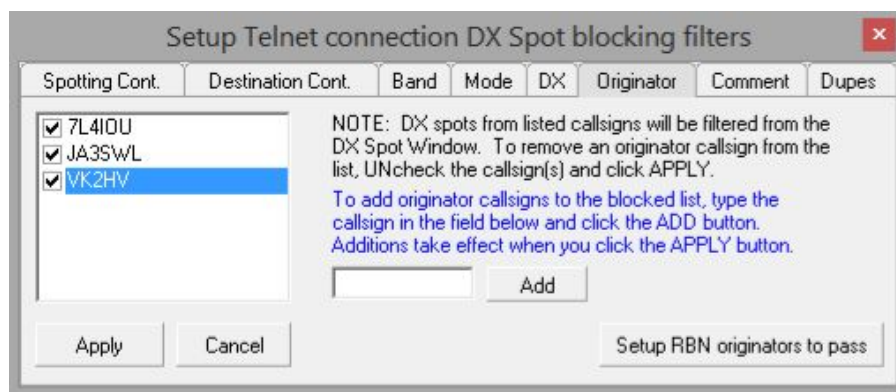 Setup Telnet connection DX Spot blocking filters
Spotting Cont. Destination Cont. Band Mode DX Originator Comment Dupes
7L4IOU
JA3SWL
VK2HV
NOTE: DX spots from listed callsigns will be filtered from the
DX Spot Window. To remove an originator callsign from the
list, UNcheck the callsign(s) and click APPLY.
To add originator callsigns to the blocked list, type the
callsign in the field below and click the ADD button.
Additions take effect when you click the APPLY button.
Add
Apply Cancel Setup RBN originators to pass